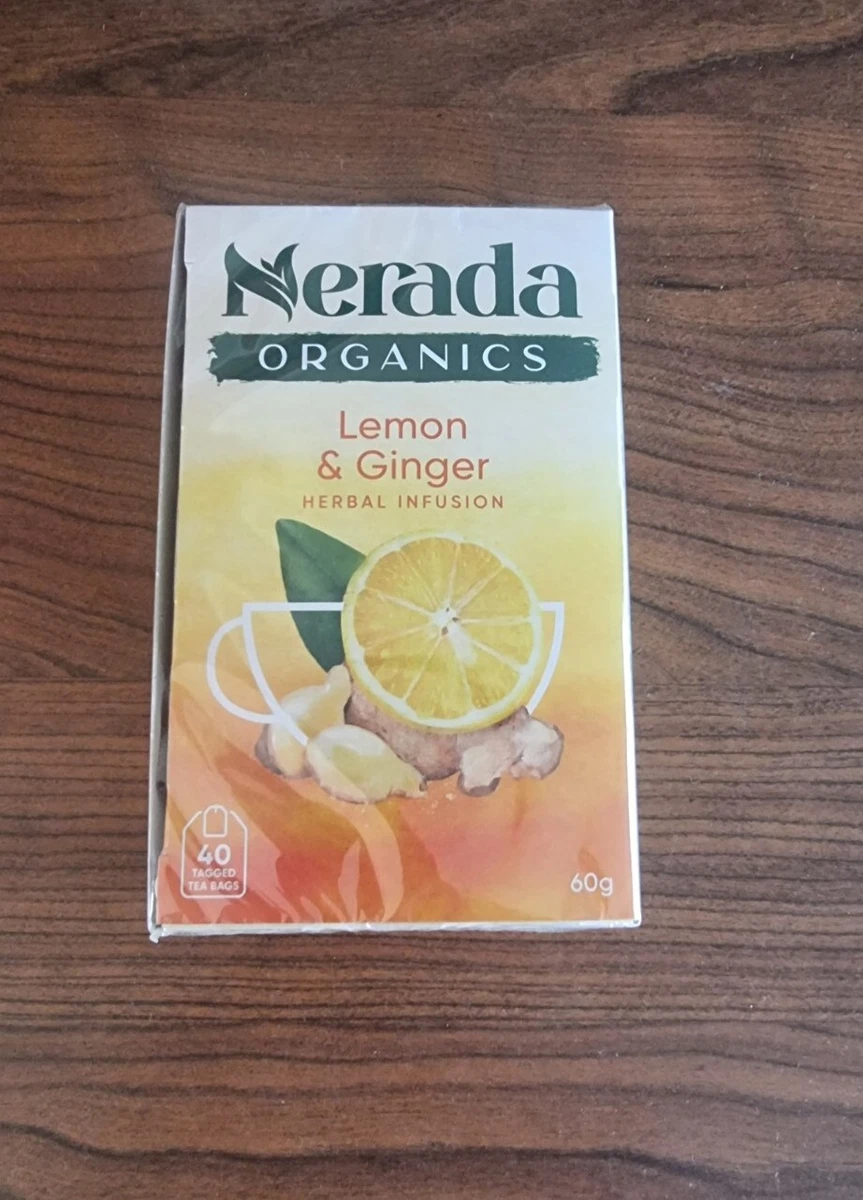 Nerada
ORGANICS
Lemon
& Ginger
HERBAL INFUSION
40
TAGGED
TEA BAGS
60g